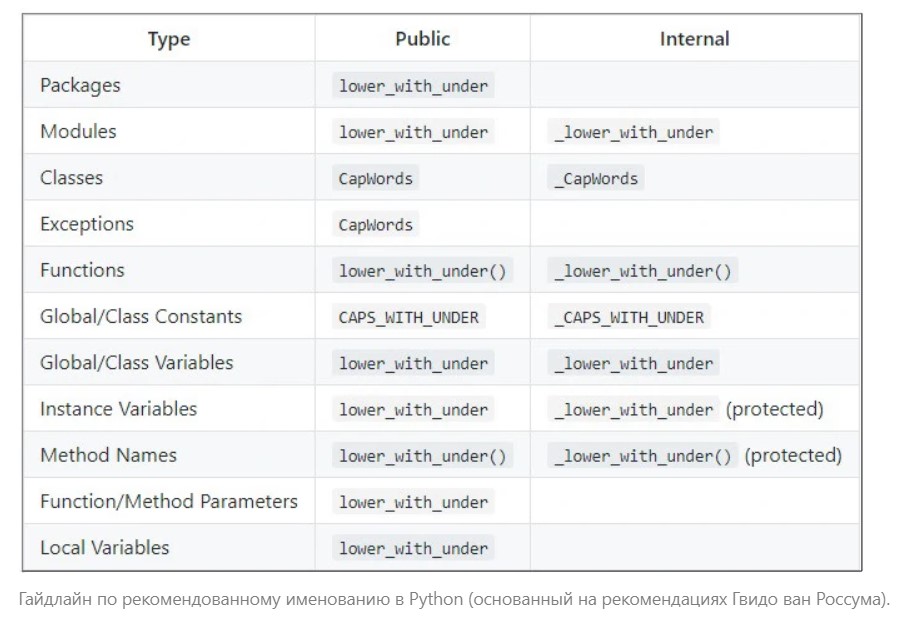 Type Public Internal
Packages lower_with_under
Modules lower_with_under _lower_with_under
Classes CapWords _CapWords
Exceptions CapWords
Functions lower_with_under() _lower_with_under()
Global/Class Constants CAPS_WITH_UNDER _CAPS_WITH_UNDER
Global/Class Variables lower_with_under _lower_with_under
Instance Variables lower_with_under _lower_with_under (protected)
Method Names lower_with_under() _lower_with_under() (protected)
Function/Method Parameters lower_with_under
Local Variables lower_with_under
Гайдлайн по рекомендованному именованию в Python (основанный на рекомендациях Гвидо ван Россума).